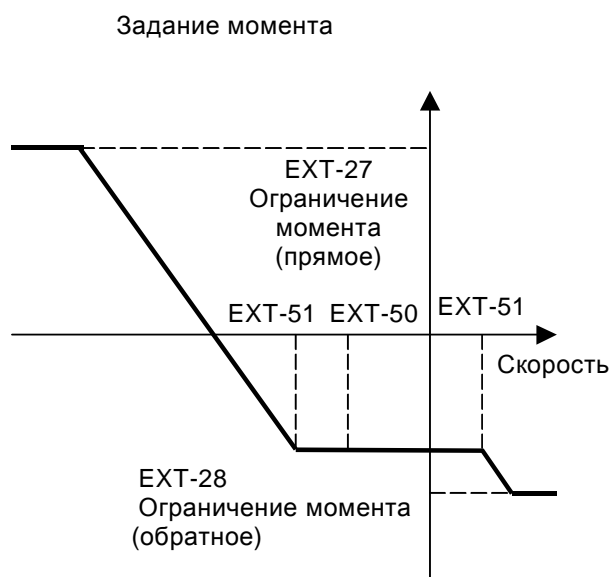 Задание момента
EXT-27
Ограничение
момента
(прямое)
EXT-51
EXT-50
EXT-51
Скорость
EXT-28
Ограничение момента
(обратное)